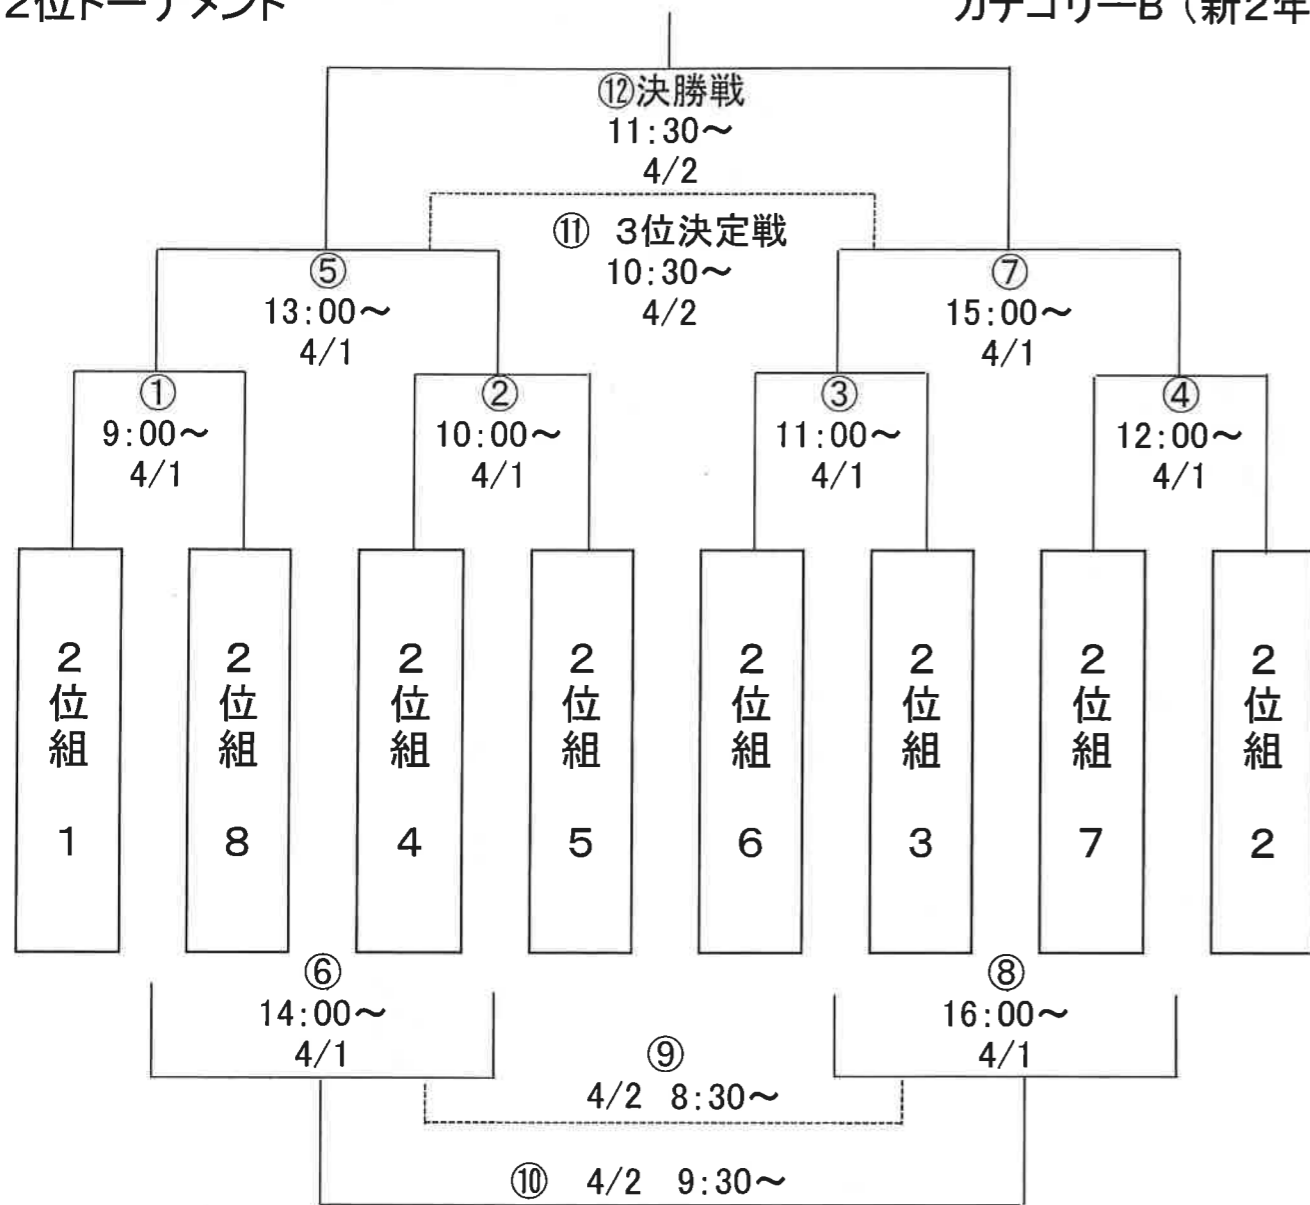 2位トーナメント
カテゴリーB（新2年
⑫決勝戦
11:30～
4/2
⑪ 3位決定戦
10:30～
4/2
⑤
13:00～
4/1
⑦
15:00～
4/1
①
9:00～
4/1
②
10:00～
4/1
③
11:00～
4/1
④
12:00～
4/1
2位組 1
2位組 8
2位組 4
2位組 5
2位組 6
2位組 3
2位組 7
2位組 2
⑥
14:00～
4/1
⑧
16:00～
4/1
⑨
4/2 8:30～
⑩ 4/2 9:30～